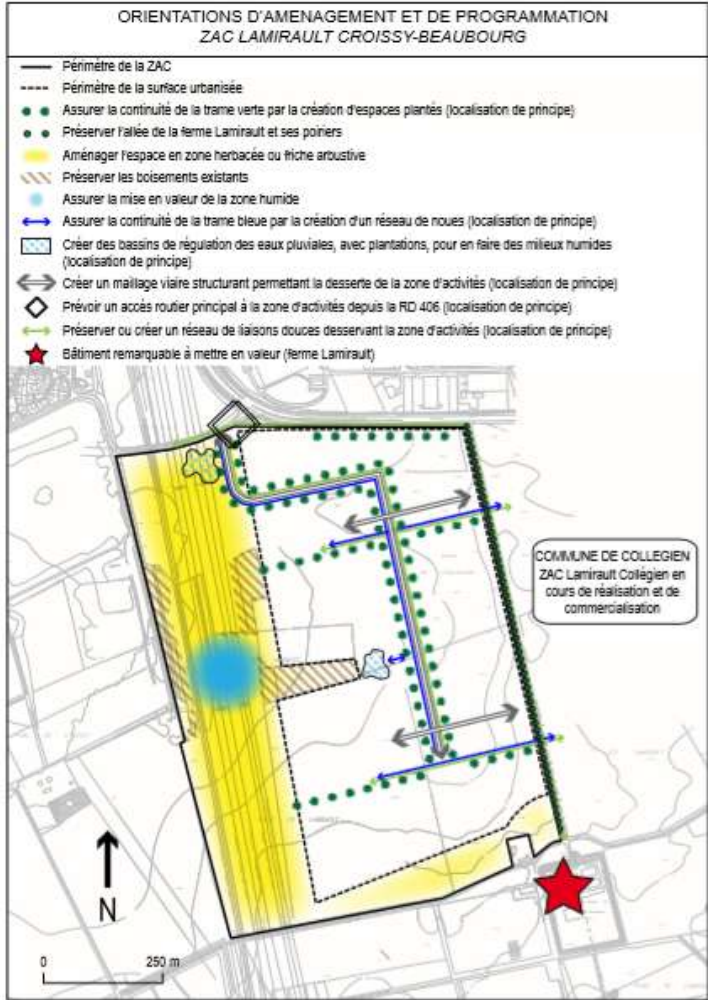 ORIENTATIONS D'AMENAGEMENT ET DE PROGRAMMATION
ZAC LAMIRAULT CROISSY-BEAUBOURG
Périmètre de la ZAC
Périmètre de la surface urbanisée
Assurer la continuité de la trame verte par la création d'espaces plantés (localisation de principe)
Préserver l'allée de la ferme Lamirault et ses poiriers
Aménager l'espace en zone herbacée ou friche arbustive
Préserver les boisements existants
Assurer la mise en valeur de la zone humide
Assurer la continuité de la trame bleue par la création d'un réseau de noues (localisation de principe)
Créer des bassins de régulation des eaux pluviales, avec plantations, pour en faire des milieux humides
(localisation de principe)
Créer un maillage viaire structurant permettant la desserte de la zone d'activités (localisation de principe)
Prévoir un accès routier principal à la zone d'activités depuis la RD 406 (localisation de principe)
Préserver ou créer un réseau de liaisons douces desservant la zone d'activités (localisation de principe)
Bâtiment remarquable à mettre en valeur (ferme Lamirault)
COMMUNE DE COLLEGIEN
ZAC Lamirault Collégien en
cours de réalisation et de
commercialisation
N
0 250 m